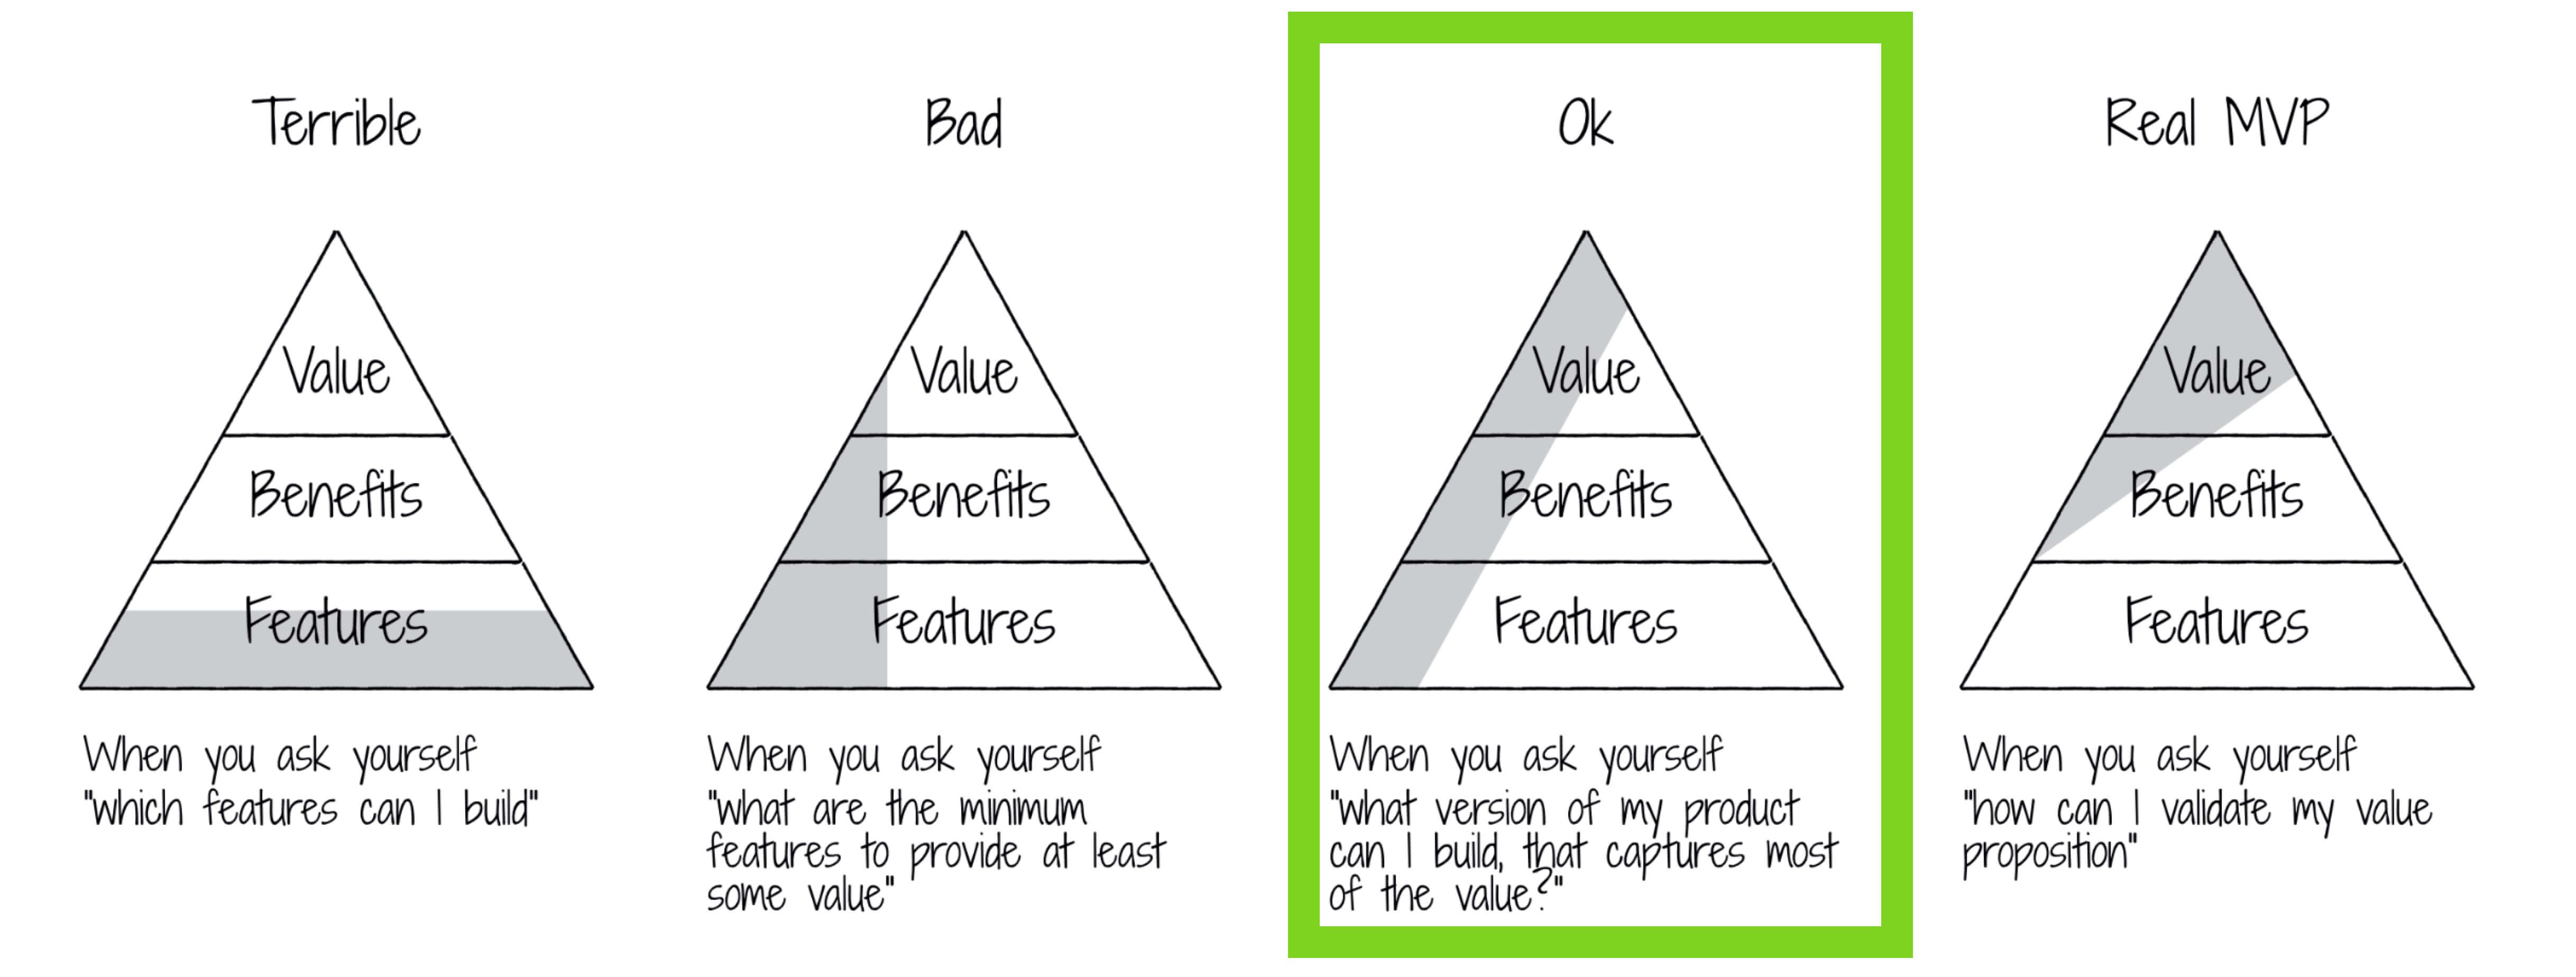 Terrible
Value
Benefits
Features
When you ask yourself
"which features can I build"
Bad
Value
Benefits
Features
When you ask yourself
"what are the minimum
features to provide at least
some value"
Ok
Value
Benefits
Features
When you ask yourself
"what version of my product
can I build, that captures most
of the value?"
Real MVP
Value
Benefits
Features
When you ask yourself
"how can I validate my value
proposition"